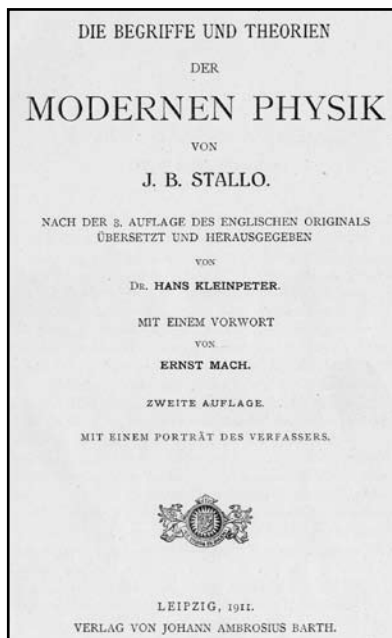 DIE BEGRIFFE UND THEORIEN
DER
MODERNEN PHYSIK
VON
J. B. STALLO.
NACH DER 3. AUFLAGE DES ENGLISCHEN ORIGINALS
ÜBERSETZT UND HERAUSGEGEBEN
VON
DR. HANS KLEINPETER.
MIT EINEM VORWORT
VON
ERNST MACH.
ZWEITE AUFLAGE.
MIT EINEM PORTRÄT DES VERFASSERS.
LEIPZIG, 1911.
VERLAG VON JOHANN AMBROSIUS BARTH.